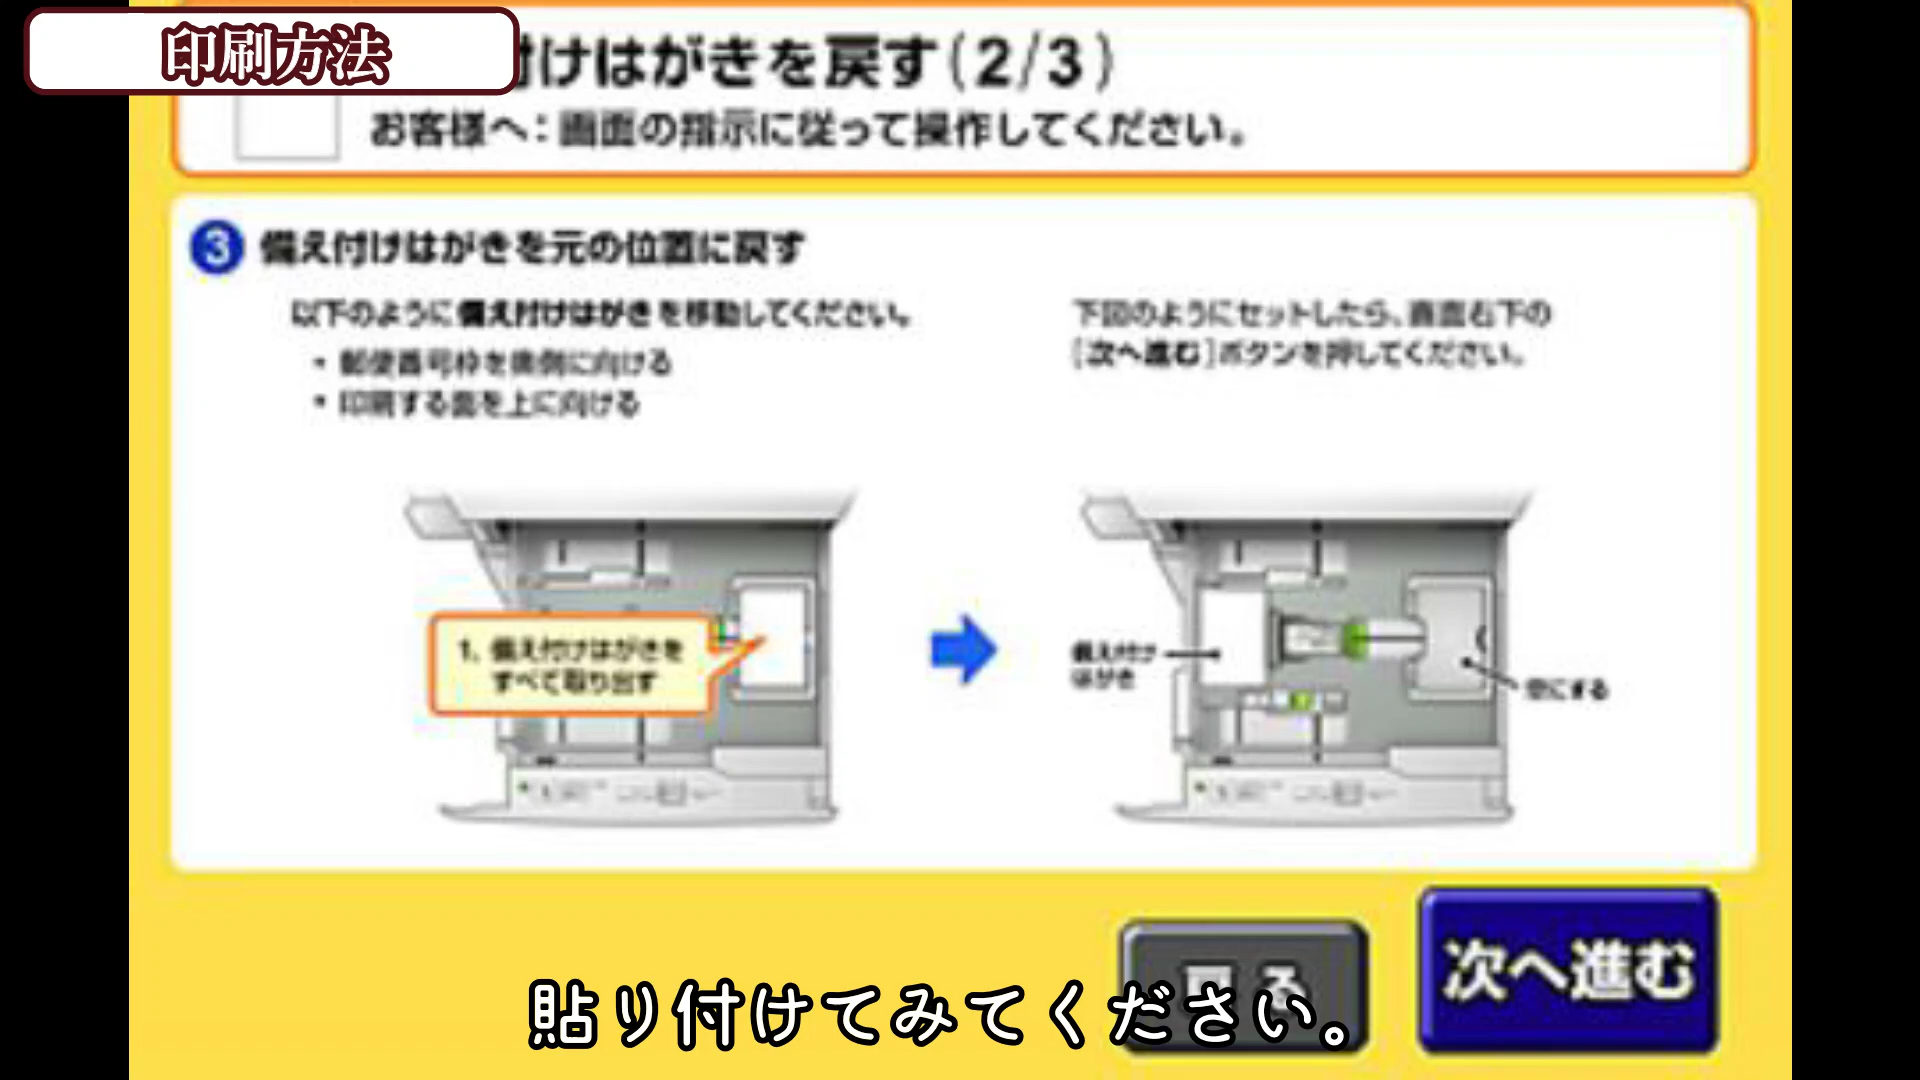 印刷方法
付けはがきを戻す(2/3)
お客様へ:画面の指示に従って操作してください。
3 備え付けはがきを元の位置に戻す
以下のように備え付けはがきを移動してください。
・郵便番号枠を奥側に向ける
・印刷する面を上に向ける
下図のようにセットしたら、画面右下の
[次へ進む]ボタンを押してください。
1. 備え付けはがきを
すべて取り出す
備え付け
はがき
空にする
戻る
次へ進む
貼り付けてみてください。